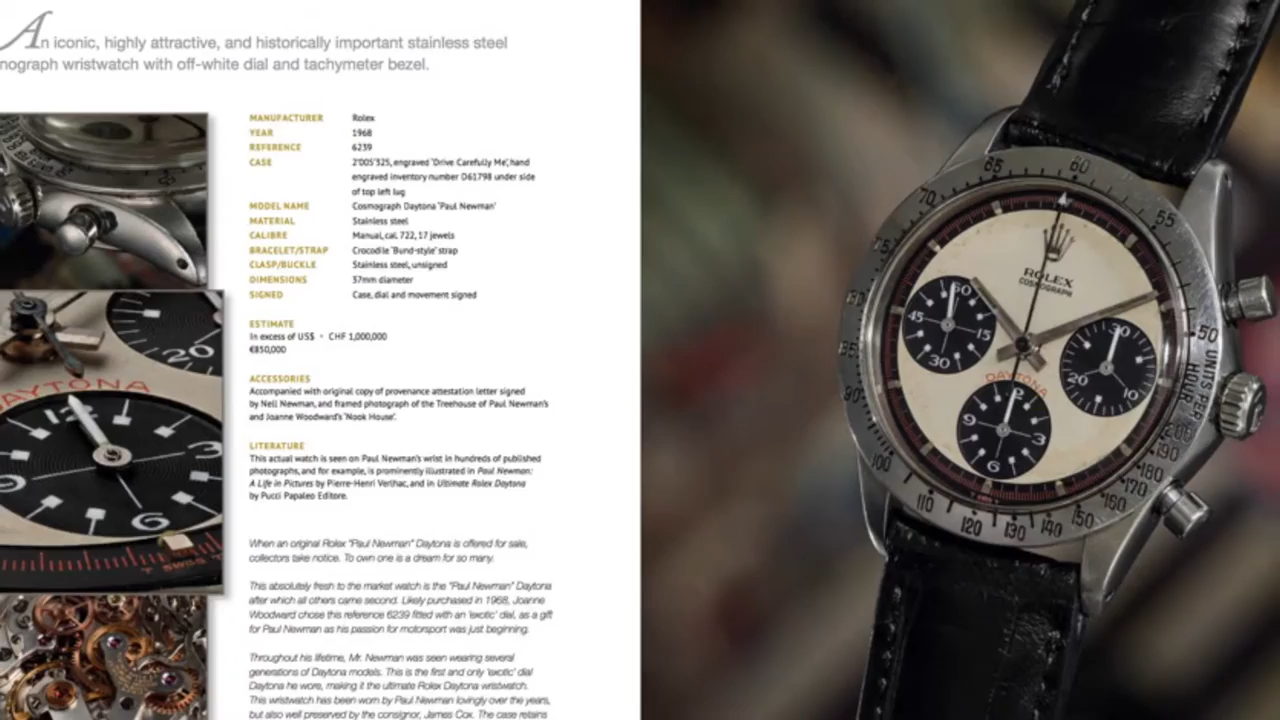 An iconic, highly attractive, and historically important stainless steel
nograph wristwatch with off-white dial and tachymeter bezel.
MANUFACTURER Rolex
YEAR 1968
REFERENCE 6239
CASE 2'005'325, engraved 'Drive Carefully Me', hand
engraved inventory number D61798 under side
of top left lug
MODEL NAME Cosmograph Daytona 'Paul Newman'
MATERIAL Stainless steel
CALIBRE Manual, cal. 722, 17 jewels
BRACELET/STRAP Crocodile 'Bund-style' strap
CLASP/BUCKLE Stainless steel, unsigned
DIMENSIONS 37mm diameter
SIGNED Case, dial and movement signed
ESTIMATE
In excess of US$ • CHF 1,000,000
€850,000
ACCESSORIES
Accompanied with original copy of provenance attestation letter signed
by Nell Newman, and framed photograph of the Treehouse of Paul Newman's
and Joanne Woodward's 'Nook House'.
LITERATURE
This actual watch is seen on Paul Newman's wrist in hundreds of published
photographs, and for example, is prominently illustrated in Paul Newman:
A Life in Pictures by Pierre-Henri Verlhac, and in Ultimate Rolex Daytona
by Pucci Papaleo Editore.
When an original Rolex "Paul Newman" Daytona is offered for sale,
collectors take notice. To own one is a dream for so many.
This absolutely fresh to the market watch is the "Paul Newman" Daytona
after which all others came second. Likely purchased in 1968, Joanne
Woodward chose this reference 6239 fitted with an 'exotic' dial, as a gift
for Paul Newman as his passion for motorsport was just beginning.
Throughout his lifetime, Mr. Newman was seen wearing several
generations of Daytona models. This is the first and only 'exotic' dial
Daytona he wore, making it the ultimate Rolex Daytona wristwatch.
This wristwatch has been worn by Paul Newman lovingly over the years,
but also well preserved by the consignor, James Cox. The case retains
20
DAYTONA
12
3
6
9
SWISS
65 60
70 55
75
85
90
100
110
120
130
140
150
160
170
180
190
200
50
UNITS PER
HOUR
ROLEX
COSMOGRAPH
60
45 15
30
30
20
10
DAYTONA
12
9 3
6